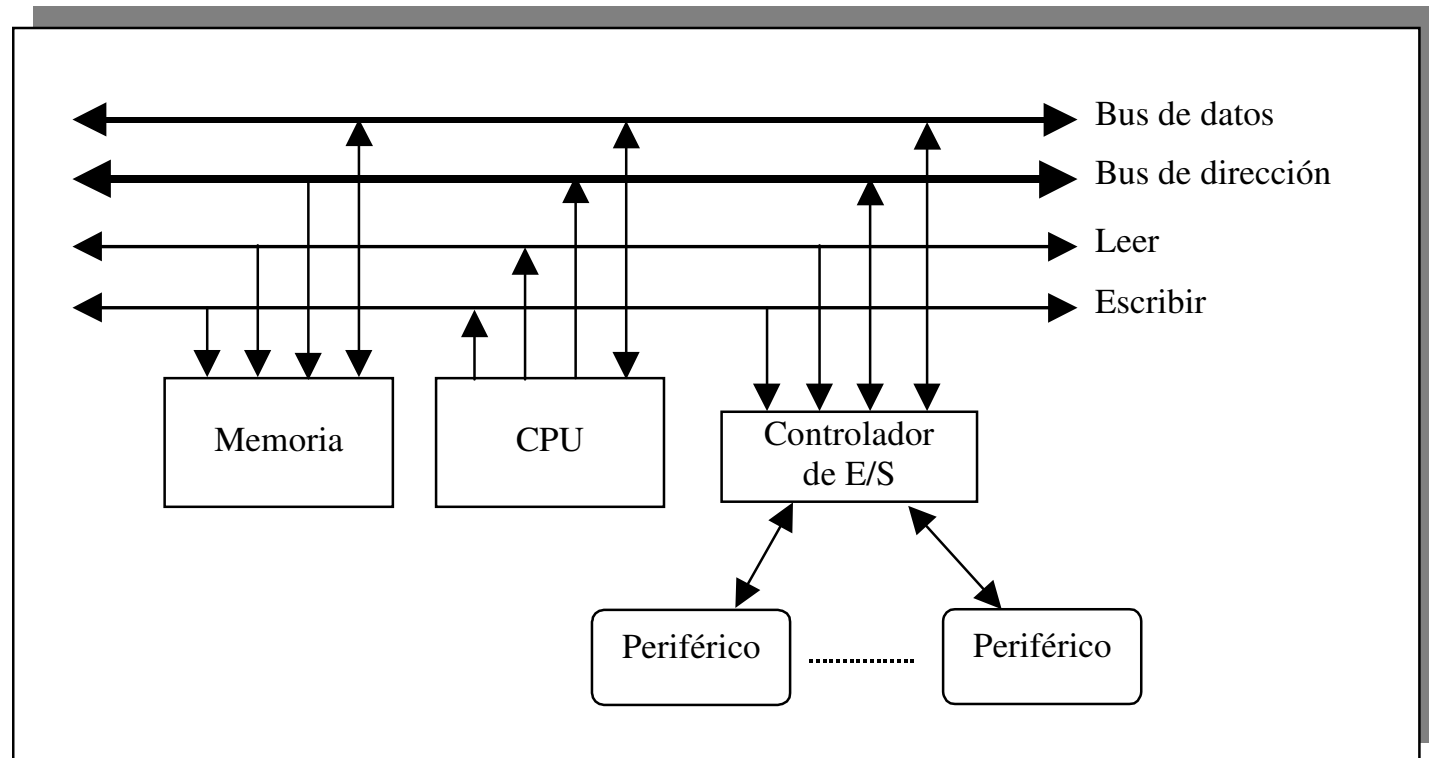 Bus de datos
Bus de dirección
Leer
Escribir
Memoria
CPU
Controlador
de E/S
Periférico
Periférico